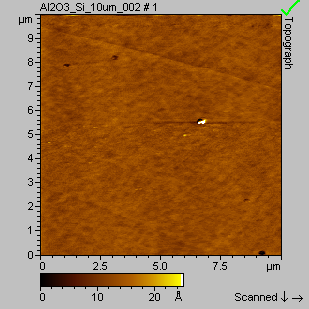 Al2O3_Si_10um_002 # 1
µm
9
8
7
6
5
4
3
2
1
0
Topograph
0 2.5 5.0 7.5 µm
0 10 20 Å
Scanned ↓ →